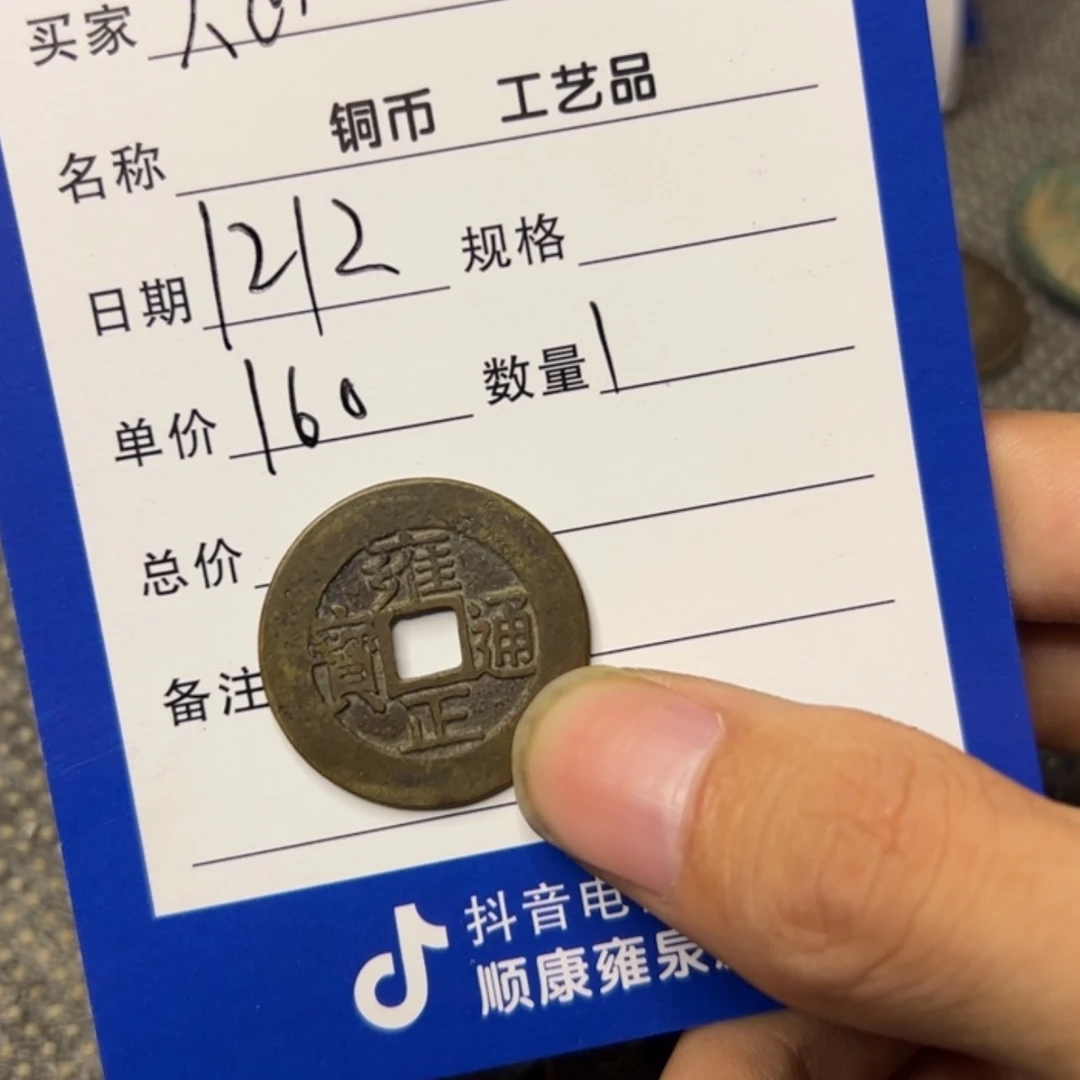 买家
名称 铜币 工艺品
日期 12/2 规格
单价 160 数量 1
总价
备注
雍正通寳
抖音电
顺康雍泉